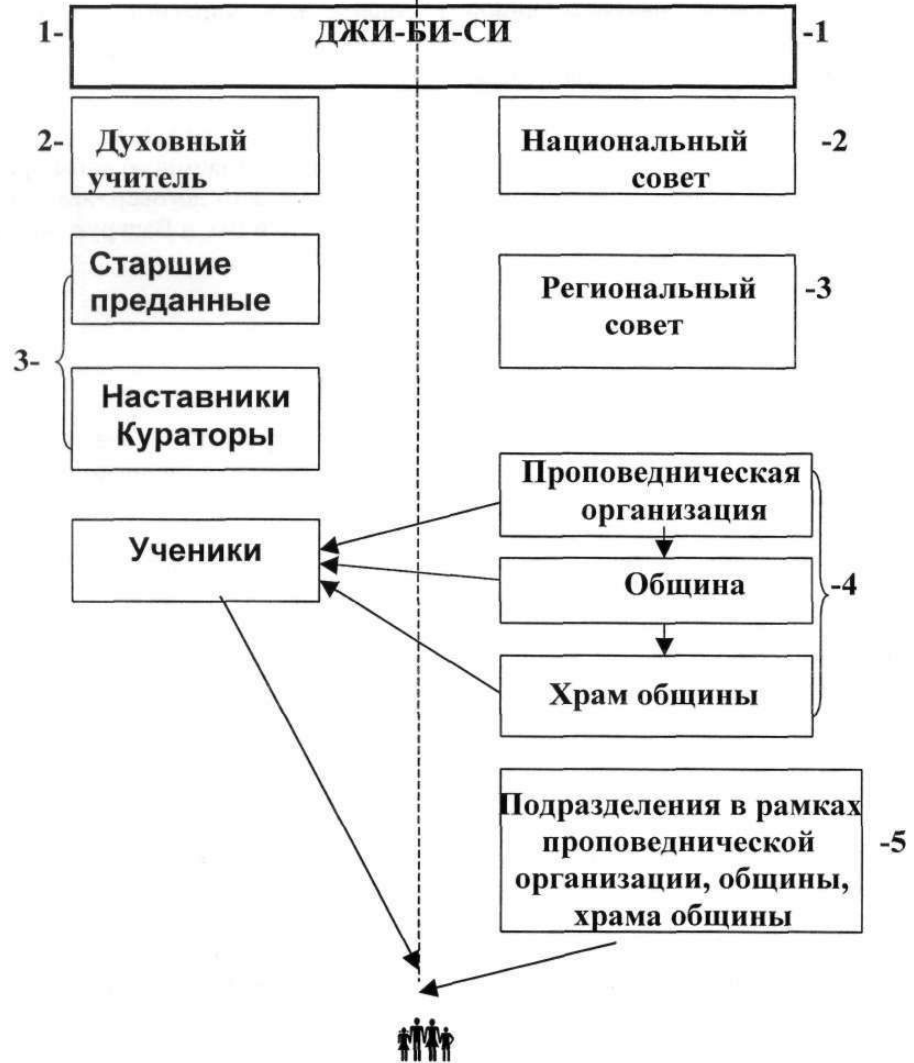 1- ДЖИ-БИ-СИ -1
2- Духовный
учитель
Национальный -2
совет
Старшие
преданные
Региональный -3
совет
3-
Наставники
Кураторы
Проповедническая
организация
Ученики
Община -4
Храм общины
Подразделения в рамках
проповеднической -5
организации, общины,
храма общины